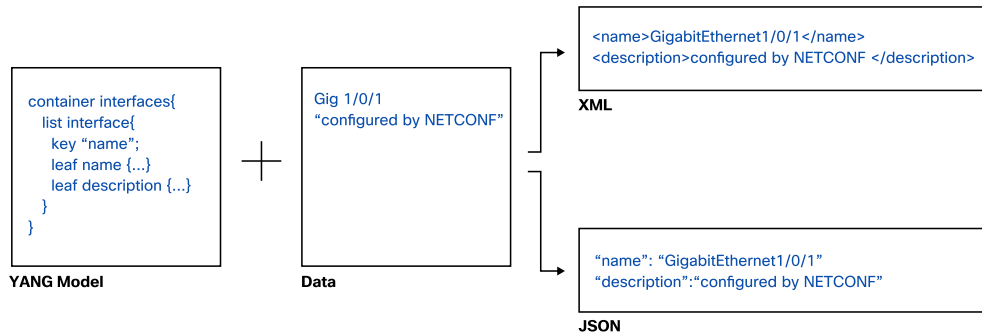 container interfaces{
list interface{
key “name”;
leaf name {...}
leaf description {...}
}
}
YANG Model
Gig 1/0/1
“configured by NETCONF”
Data
<name>GigabitEthernet1/0/1</name>
<description>configured by NETCONF </description>
XML
“name”: “GigabitEthernet1/0/1”
“description”:“configured by NETCONF”
JSON